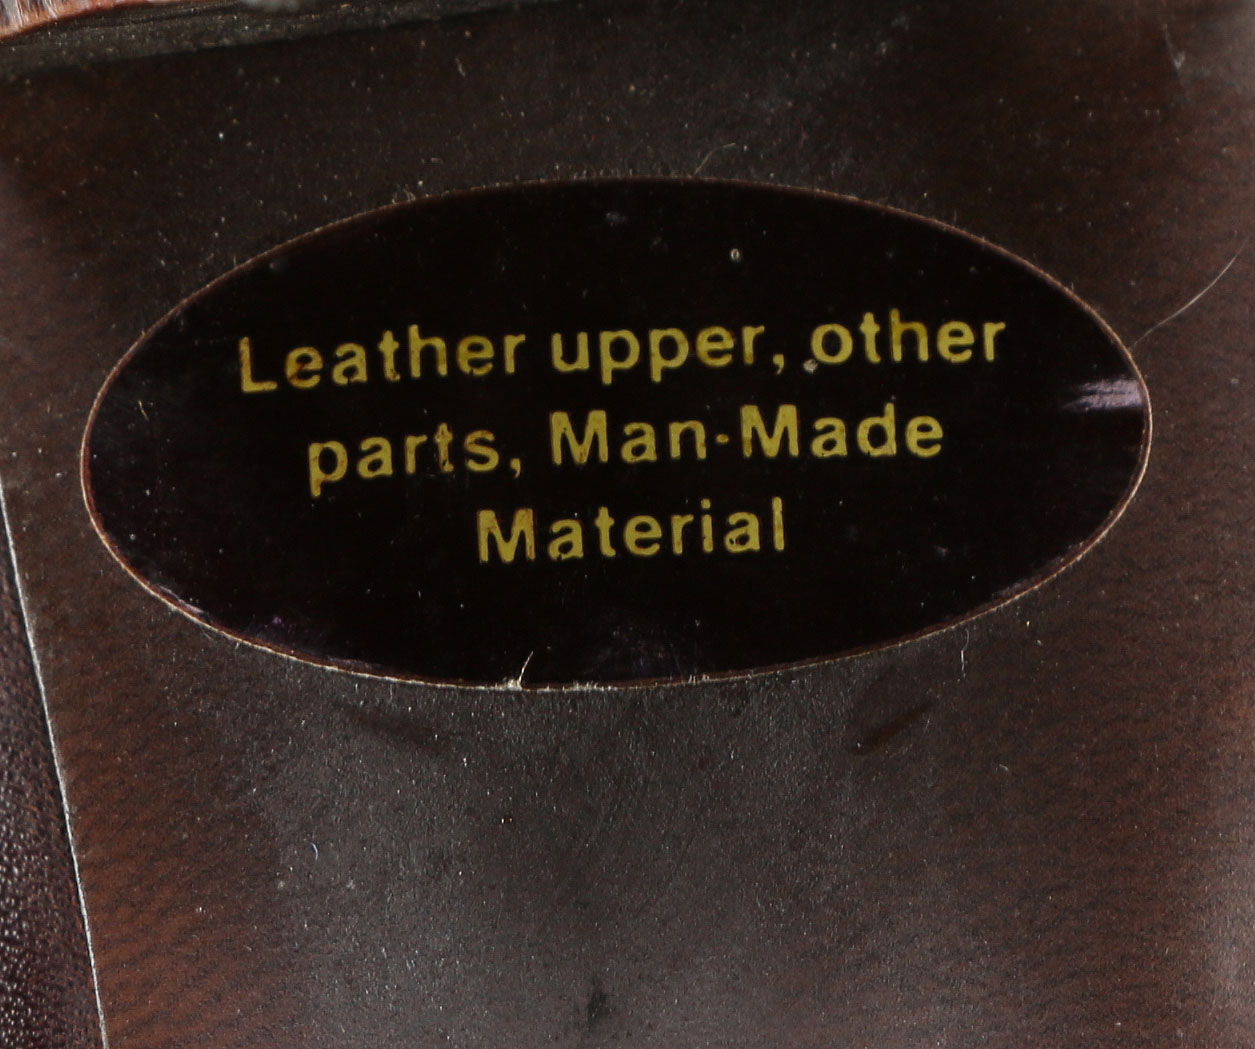 Leather upper, other
parts, Man-Made
Material